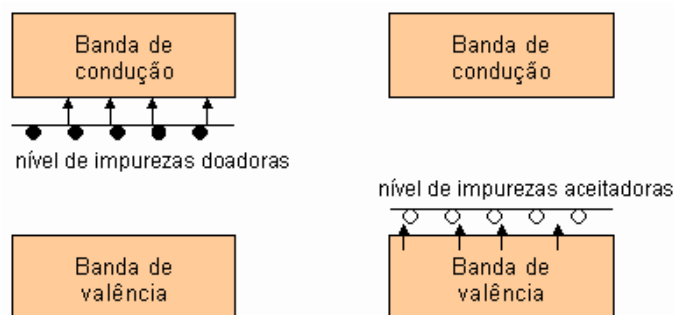 Banda de
condução
Banda de
condução
nível de impurezas doadoras
nível de impurezas aceitadoras
Banda de
valência
Banda de
valência